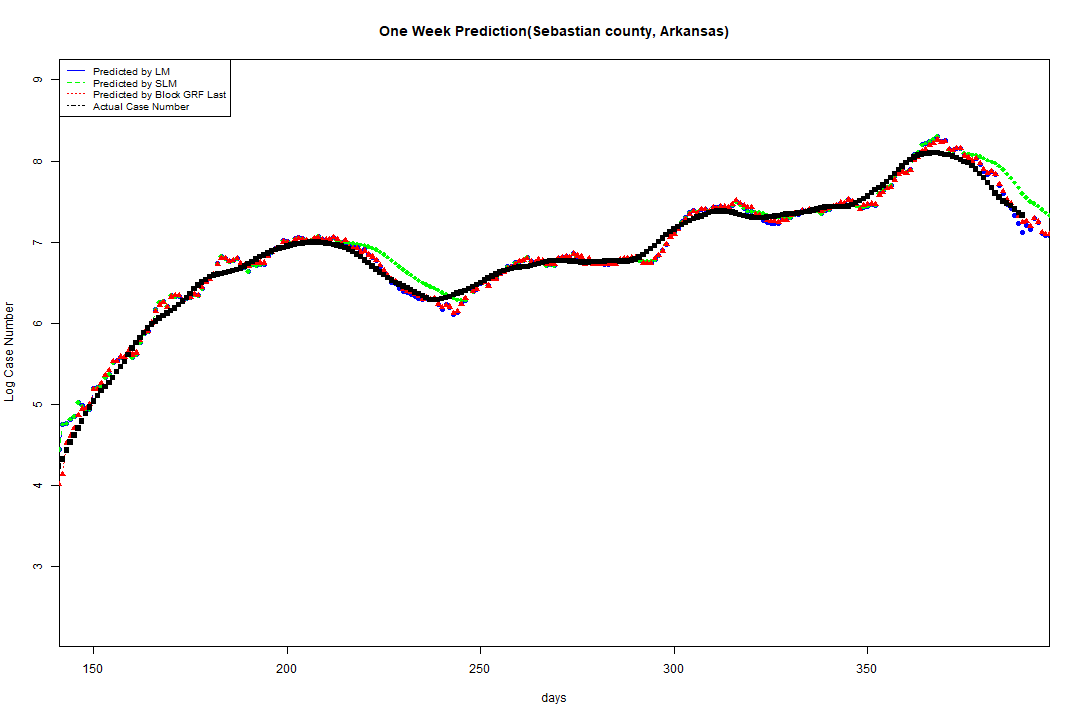 One Week Prediction(Sebastian county, Arkansas)
Predicted by LM
Predicted by SLM
Predicted by Block GRF Last
Actual Case Number
Log Case Number
9
8
7
6
5
4
3
150 200 250 300 350
days